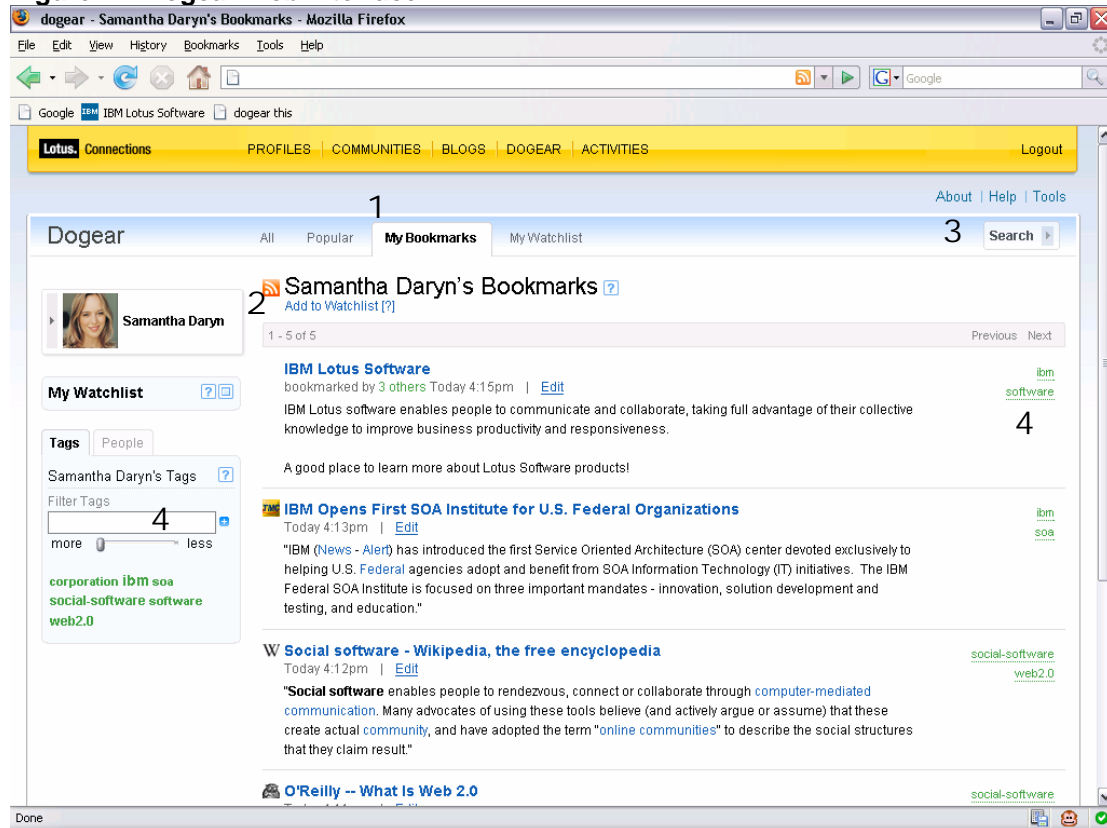 dogear - Samantha Daryn's Bookmarks - Mozilla Firefox
File Edit View History Bookmarks Tools Help
G Google
Google IBM IBM Lotus Software dogear this
Lotus. Connections PROFILES | COMMUNITIES | BLOGS | DOGEAR | ACTIVITIES Logout
About | Help | Tools
1
Dogear All Popular My Bookmarks My Watchlist 3 Search
Samantha Daryn's Bookmarks ?
2 Add to Watchlist [?]
Samantha Daryn
1 - 5 of 5 Previous Next
IBM Lotus Software ibm
bookmarked by 3 others Today 4:15pm | Edit software
My Watchlist ?
IBM Lotus software enables people to communicate and collaborate, taking full advantage of their collective
knowledge to improve business productivity and responsiveness.
4
A good place to learn more about Lotus Software products!
Tags People
Samantha Daryn's Tags ?
Filter Tags
4
more less
corporation ibm soa
social-software software
web2.0
TMC IBM Opens First SOA Institute for U.S. Federal Organizations ibm
Today 4:13pm | Edit soa
"IBM (News - Alert) has introduced the first Service Oriented Architecture (SOA) center devoted exclusively to
helping U.S. Federal agencies adopt and benefit from SOA Information Technology (IT) initiatives. The IBM
Federal SOA Institute is focused on three important mandates - innovation, solution development and
testing, and education."
W Social software - Wikipedia, the free encyclopedia social-software
Today 4:12pm | Edit web2.0
"Social software enables people to rendezvous, connect or collaborate through computer-mediated
communication. Many advocates of using these tools believe (and actively argue or assume) that these
create actual community, and have adopted the term "online communities" to describe the social structures
that they claim result."
O'Reilly -- What Is Web 2.0 social-software
Done